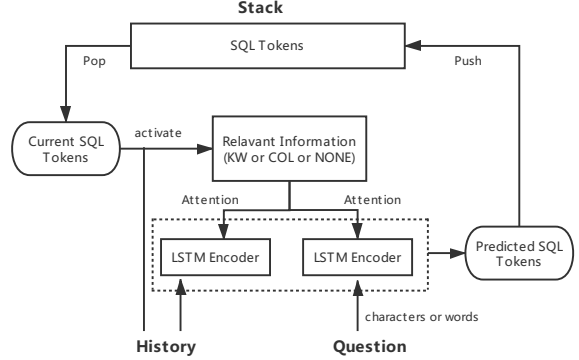 Stack
SQL Tokens
Pop
Push
Current SQL
Tokens
activate
Relavant Information
(KW or COL or NONE)
Attention
Attention
LSTM Encoder
LSTM Encoder
Predicted SQL
Tokens
characters or words
History
Question